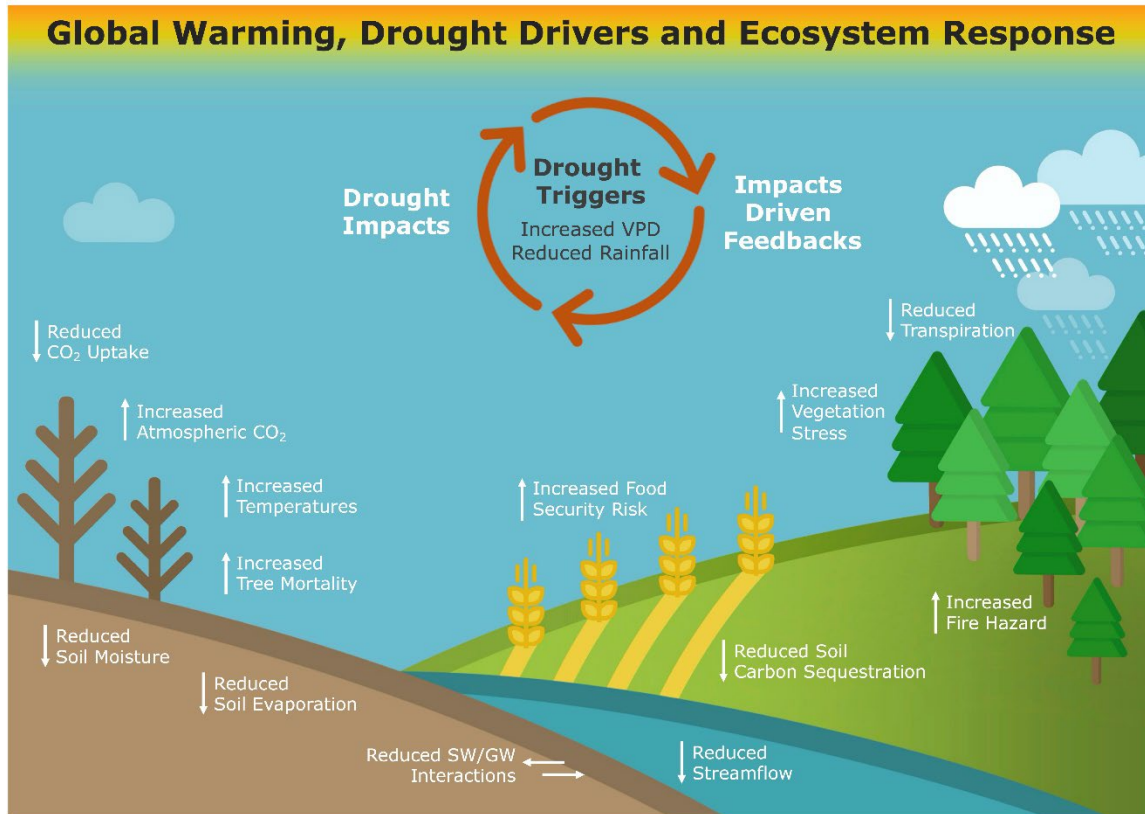 Global Warming, Drought Drivers and Ecosystem Response
Drought
Impacts
Drought
Triggers
Increased VPD
Reduced Rainfall
Impacts
Driven
Feedbacks
Reduced
CO₂ Uptake
Increased
Atmospheric CO₂
Increased
Temperatures
Increased
Tree Mortality
Reduced
Soil Moisture
Reduced
Soil Evaporation
Reduced SW/GW
Interactions
Increased Food
Security Risk
Reduced
Transpiration
Increased
Vegetation
Stress
Increased
Fire Hazard
Reduced Soil
Carbon Sequestration
Reduced
Streamflow